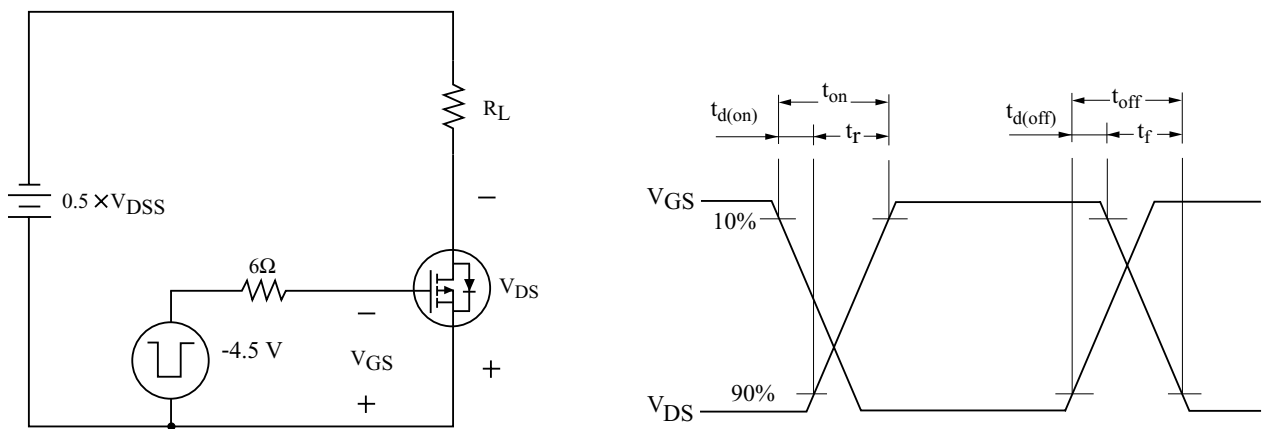 R_L
0.5 ×V_DSS
−
6Ω
V_DS
−
-4.5 V
V_GS
+
+
t_on
t_off
t_d(on)
t_d(off)
t_r
t_f
V_GS
10%
90%
V_DS